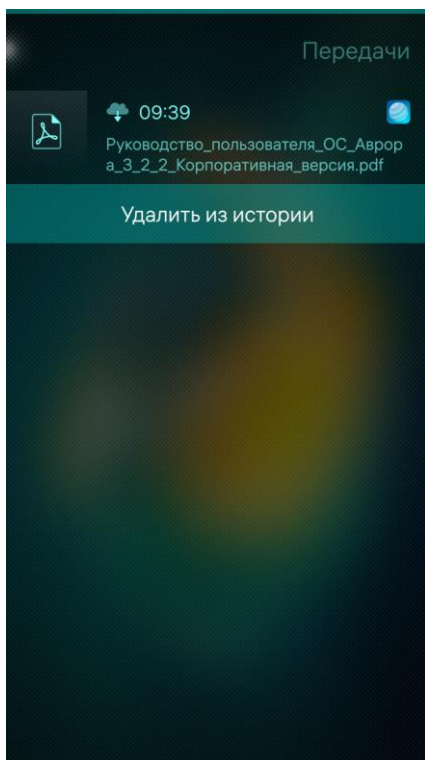 Передачи
09:39
Руководство_пользователя_ОС_Аврор
а_3_2_2_Корпоративная_версия.pdf
Удалить из истории